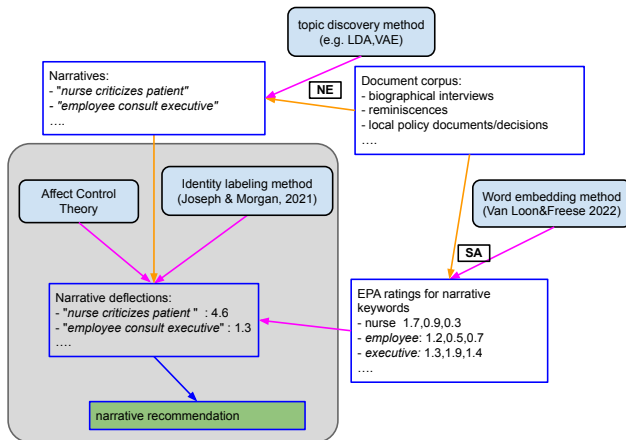 topic discovery method
(e.g. LDA,VAE)
Narratives:
- "nurse criticizes patient"
- "employee consult executive"
....
NE
Document corpus:
- biographical interviews
- reminiscences
- local policy documents/decisions
....
Affect Control
Theory
Identity labeling method
(Joseph & Morgan, 2021)
Word embedding method
(Van Loon&Freese 2022)
SA
Narrative deflections:
- "nurse criticizes patient " : 4.6
- "employee consult executive" : 1.3
....
EPA ratings for narrative
keywords
- nurse 1.7,0.9,0.3
- employee: 1.2,0.5,0.7
- executive: 1.3,1.9,1.4
....
narrative recommendation